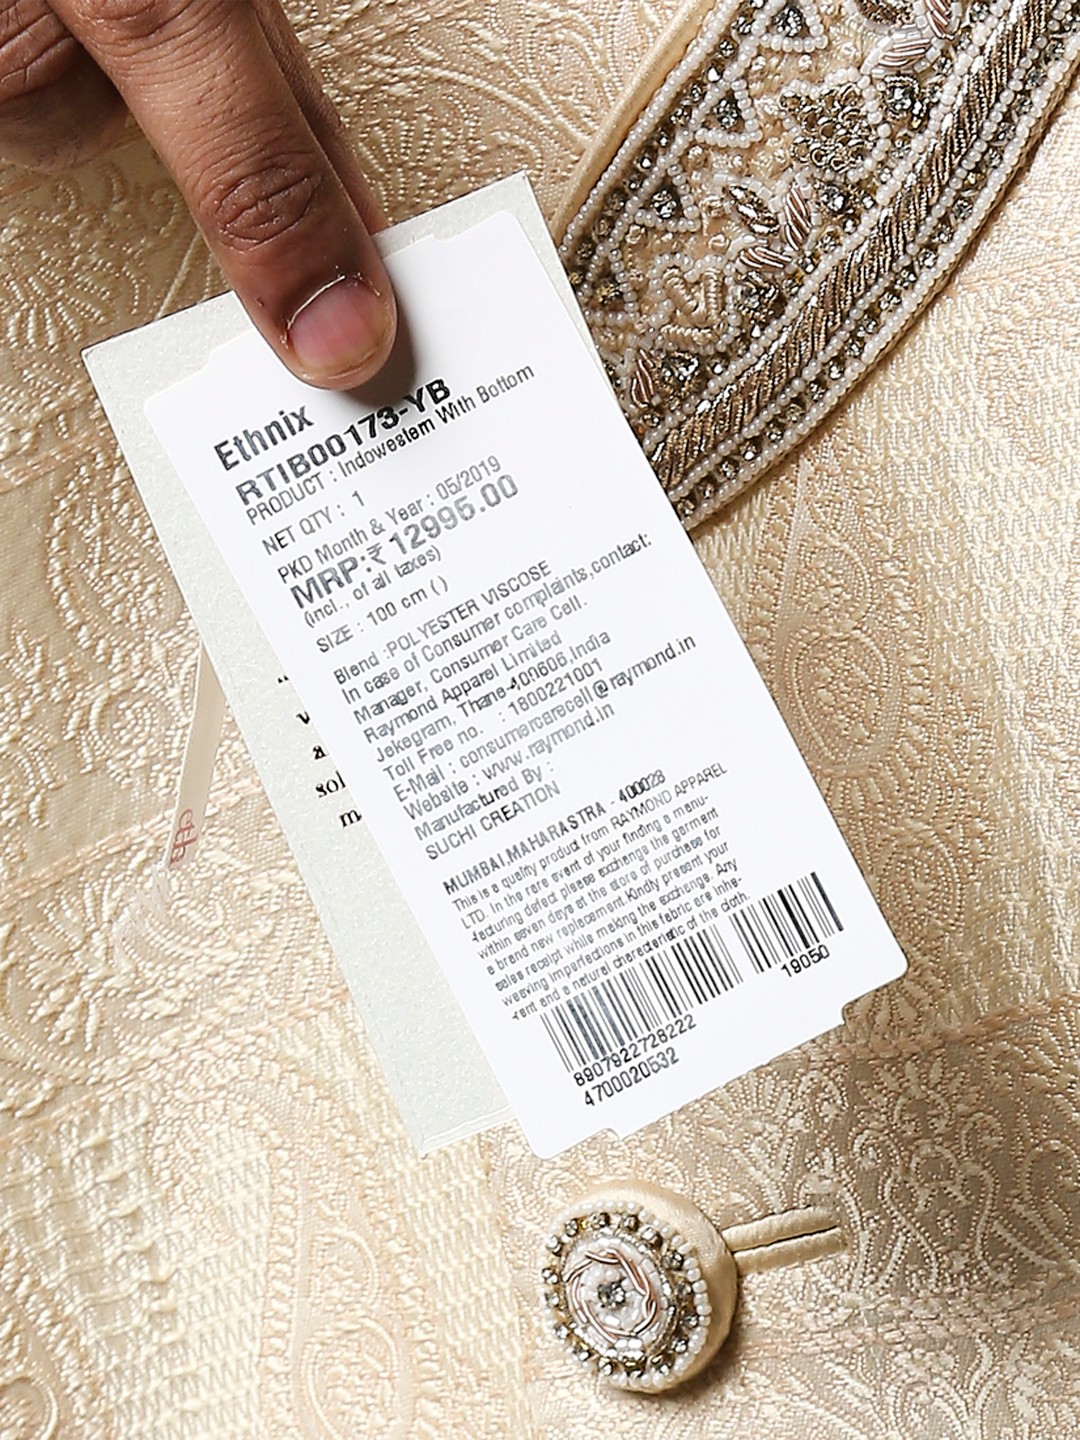 Ethnix
RTIB00173-YB
PRODUCT : Indowestern With Bottom
NET QTY : 1
PKD Month & Year : 05/2019
MRP:₹ 12995.00
(incl., of all taxes)
SIZE : 100 cm ()
Blend :POLYESTER VISCOSE
In case of Consumer complaints,contact:
Manager, Consumer Care Cell.
Raymond Apparel Limited
Jekegram, Thane-400606,India
Toll Free no. : 1800221001
E-Mail : consumercarecell@raymond.in
Website : www.raymond.in
Manufactured By :
SUCHI CREATION
MUMBAI,MAHARASTRA - 400028
This is a quality product from RAYMOND APPAREL
LTD. In the rare event of your finding a manu-
facturing defect please exchange the garment
within seven days at the store of purchase for
a brand new replacement.Kindly present your
sales receipt while making the exchange. Any
weaving imperfections in this fabric are inhe-
rent and a natural characteristic of the cloth.
8907922728222
19050
4700020532